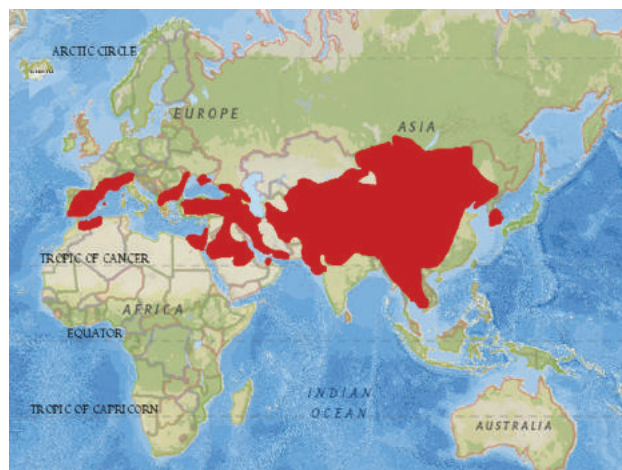 ARCTIC CIRCLE
EUROPE
ASIA
TROPIC OF CANCER
AFRICA
EQUATOR
INDIAN
OCEAN
TROPIC OF CAPRICORN
AUSTRALIA